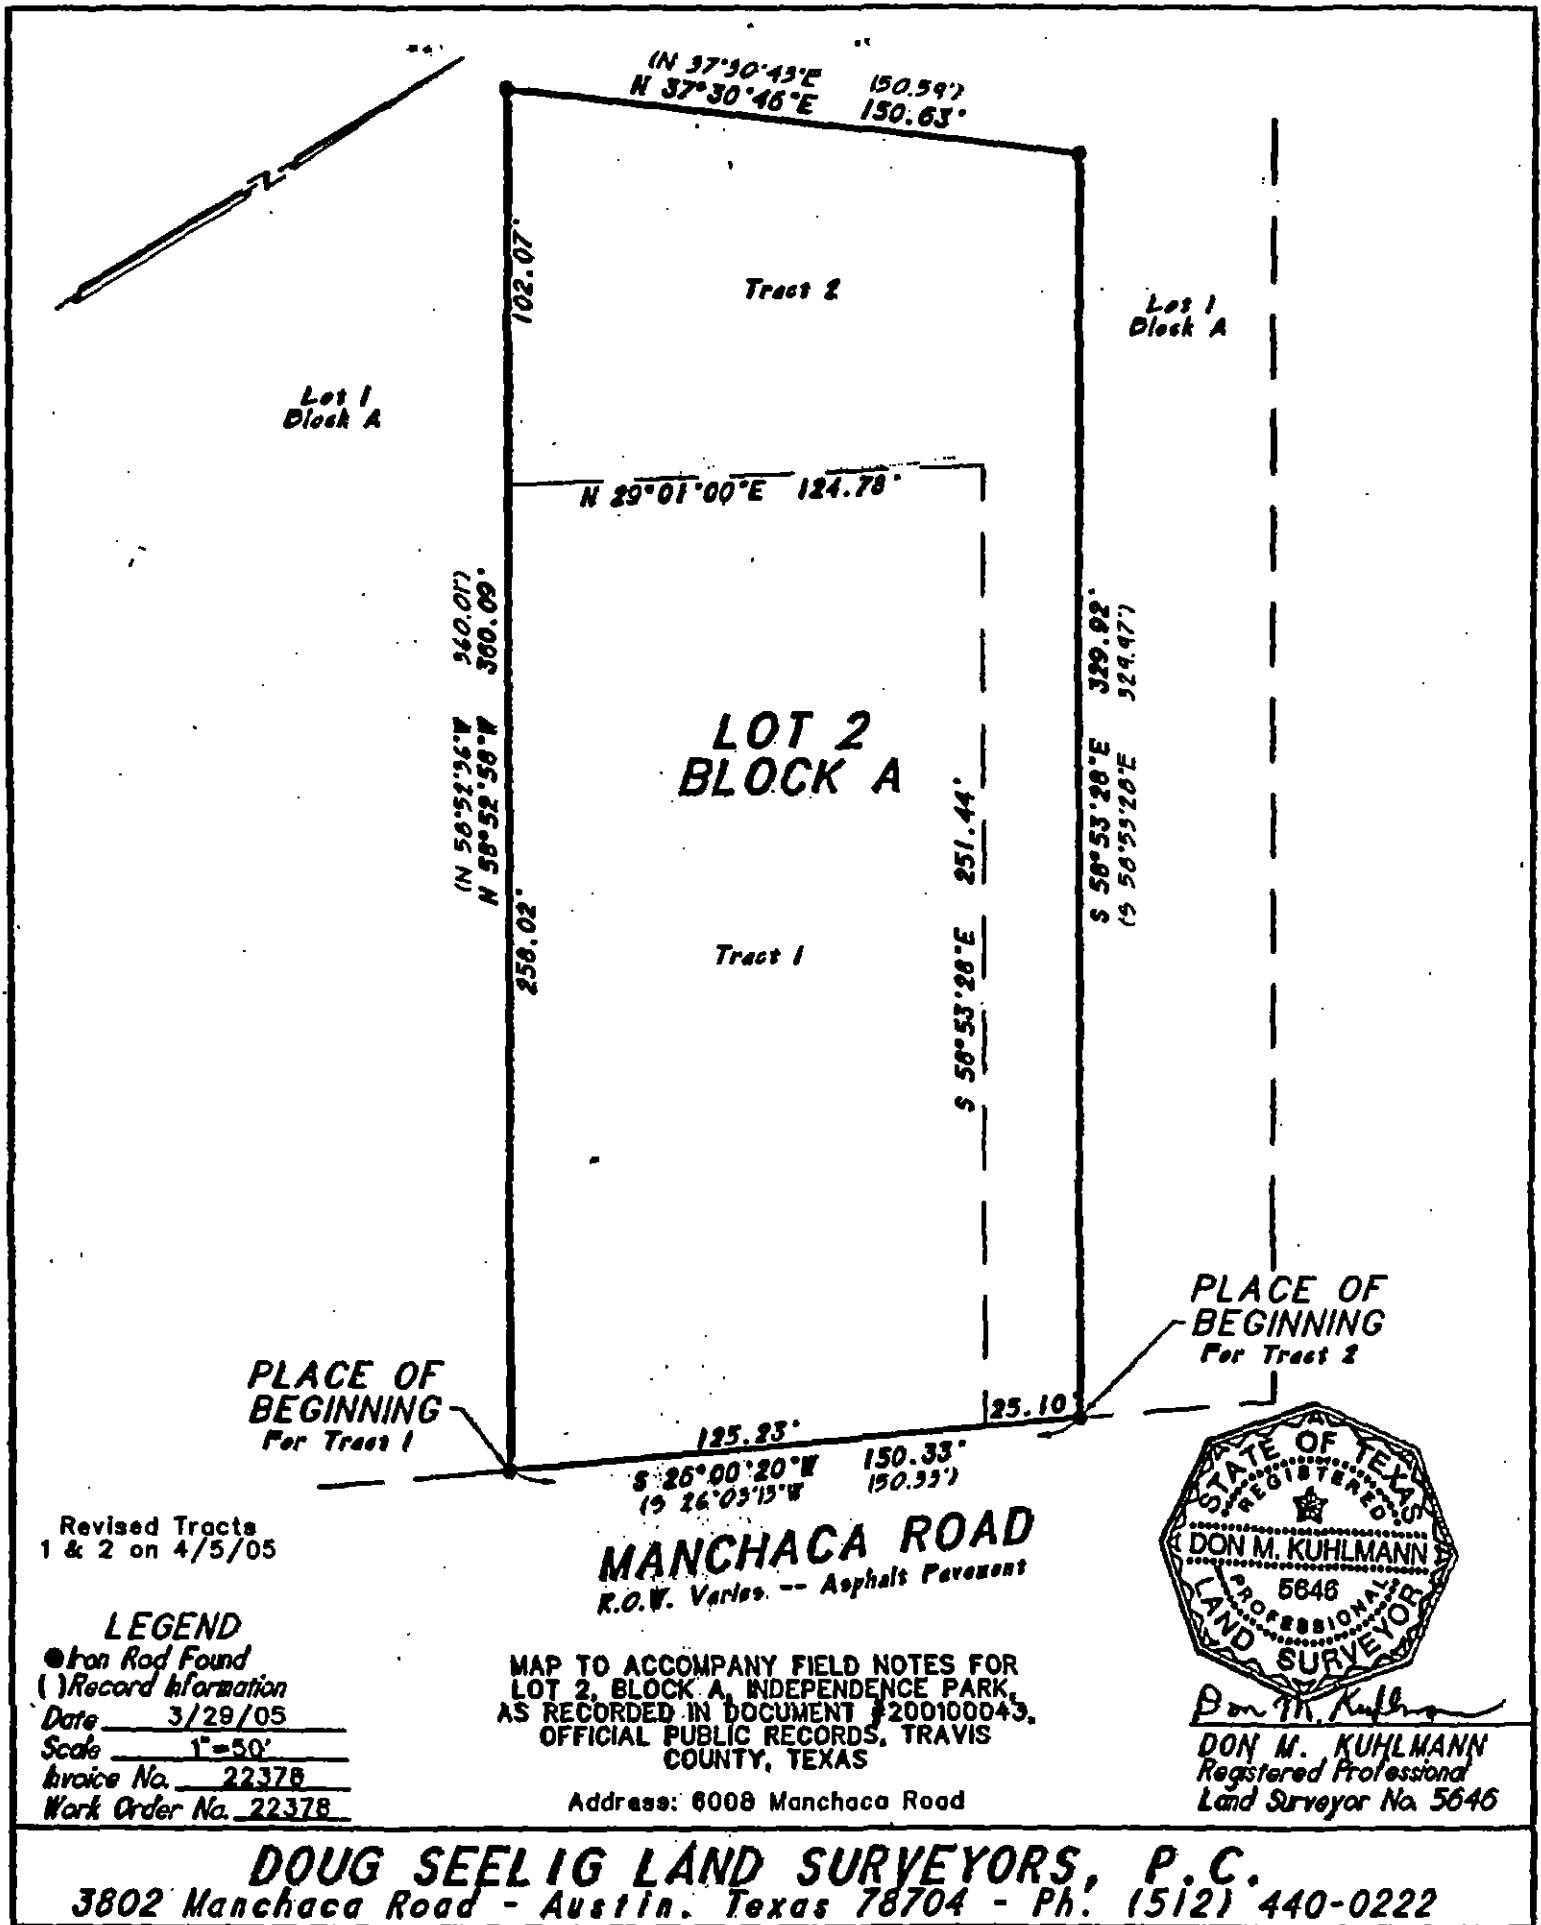 (N 37°30'43"E 150.59')
N 37°30'46"E 150.63'
102.07'
Tract 2
Lot 1
Block A
Lot 1
Block A
N
N 29°01'00"E 124.78'
(N 58°52'36"W 360.01')
N 58°52'58"W 360.09'
LOT 2
BLOCK A
S 58°53'28"E 329.92'
(S 58°53'28"E 329.97')
S 58°53'28"E 251.44'
258.02'
Tract 1
PLACE OF
BEGINNING
For Tract 2
PLACE OF
BEGINNING
For Tract 1
25.10'
125.23'
S 26°00'20"W 150.33'
(S 26°03'13"W 150.33')
MANCHACA ROAD
R.O.W. Varies -- Asphalt Pavement
Revised Tracts
1 & 2 on 4/5/05
STATE OF TEXAS
REGISTERED
DON M. KUHLMANN
5646
PROFESSIONAL
LAND SURVEYOR
LEGEND
Iron Rod Found
( )Record Information
Date 3/29/05
Scale 1"=50'
Invoice No. 22378
Work Order No. 22378
MAP TO ACCOMPANY FIELD NOTES FOR
LOT 2, BLOCK A, INDEPENDENCE PARK,
AS RECORDED IN DOCUMENT #200100043,
OFFICIAL PUBLIC RECORDS, TRAVIS
COUNTY, TEXAS
Address: 6008 Manchaca Road
Don M. Kuhlmann
DON M. KUHLMANN
Registered Professional
Land Surveyor No. 5646
DOUG SEELIG LAND SURVEYORS, P.C.
3802 Manchaca Road - Austin. Texas 78704 - Ph. (512) 440-0222